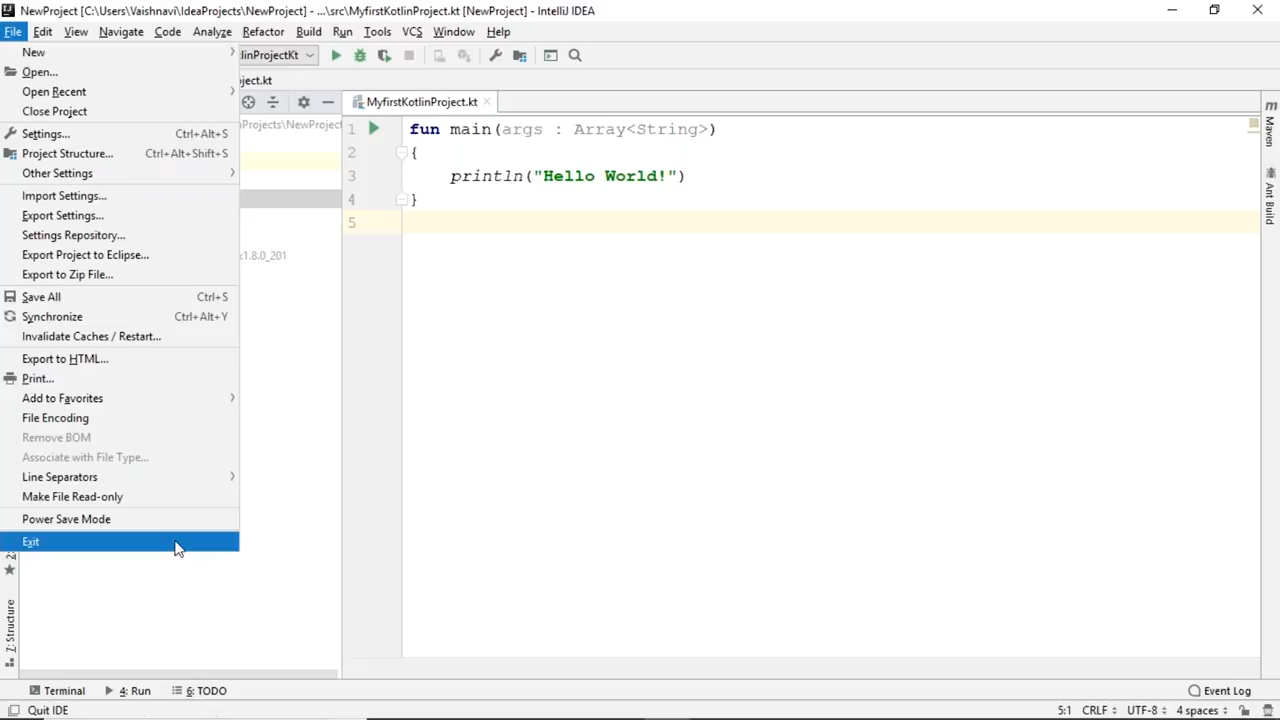 NewProject [C:\Users\Vaishnavi\IdeaProjects\NewProject] - ...\src\MyfirstKotlinProject.kt [NewProject] - IntelliJ IDEA
File Edit View Navigate Code Analyze Refactor Build Run Tools VCS Window Help
New
Open...
Open Recent
Close Project
Settings... Ctrl+Alt+S
Project Structure... Ctrl+Alt+Shift+S
Other Settings
Import Settings...
Export Settings...
Settings Repository...
Export Project to Eclipse...
Export to Zip File...
Save All Ctrl+S
Synchronize Ctrl+Alt+Y
Invalidate Caches / Restart...
Export to HTML...
Print...
Add to Favorites
File Encoding
Remove BOM
Associate with File Type...
Line Separators
Make File Read-only
Power Save Mode
Exit
linProjectKt
ject.kt
Projects\NewProject
1.8.0_201
MyfirstKotlinProject.kt
1 fun main(args : Array<String>)
2 {
3 println("Hello World!")
4 }
5
Maven
Ant Build
2:
7: Structure
Terminal 4: Run 6: TODO Event Log
Quit IDE 5:1 CRLF UTF-8 4 spaces